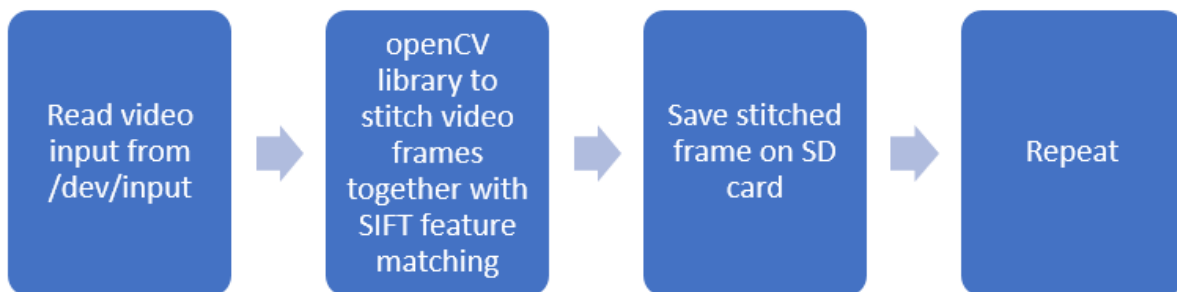 Read video
input from
/dev/input
openCV
library to
stitch video
frames
together with
SIFT feature
matching
Save stitched
frame on SD
card
Repeat